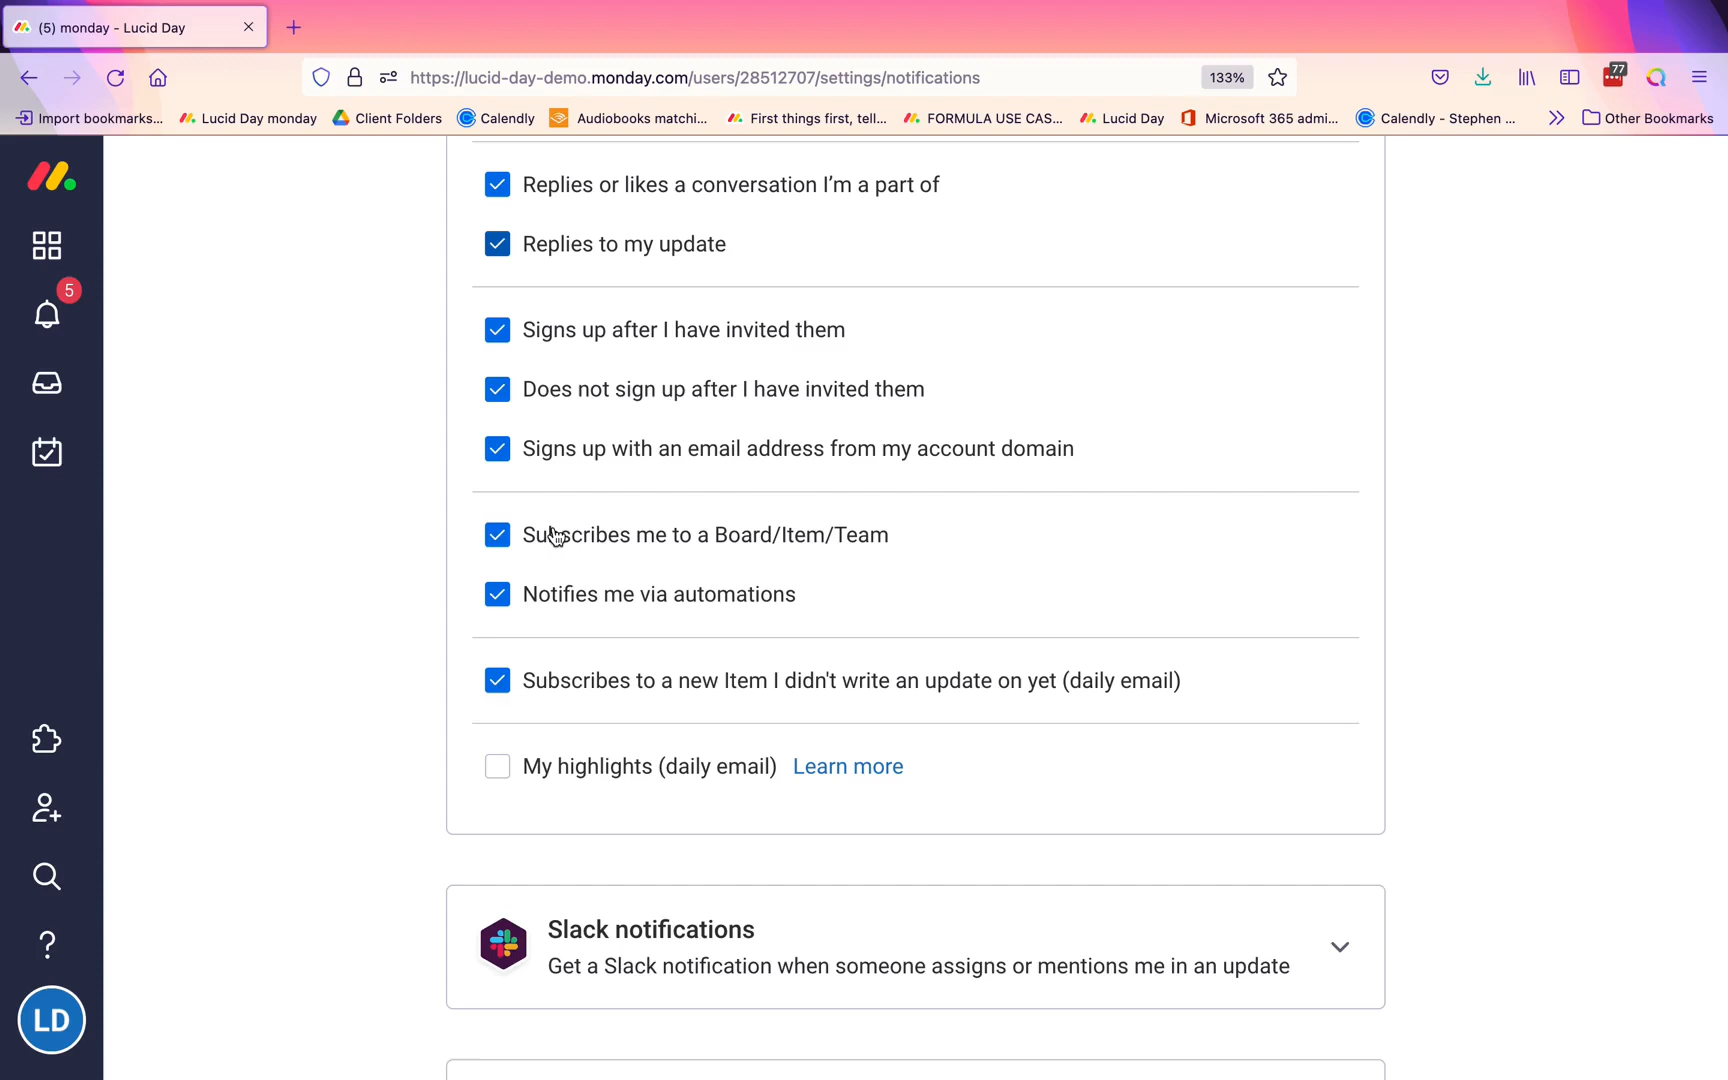 (5) monday - Lucid Day
https://lucid-day-demo.monday.com/users/28512707/settings/notifications
133%
77
Import bookmarks...
Lucid Day monday
Client Folders
Calendly
Audiobooks matchi...
First things first, tell...
FORMULA USE CAS...
Lucid Day
Microsoft 365 admi...
Calendly - Stephen ...
Other Bookmarks
5
LD
Replies or likes a conversation I’m a part of
Replies to my update
Signs up after I have invited them
Does not sign up after I have invited them
Signs up with an email address from my account domain
Subscribes me to a Board/Item/Team
Notifies me via automations
Subscribes to a new Item I didn't write an update on yet (daily email)
My highlights (daily email) Learn more
Slack notifications
Get a Slack notification when someone assigns or mentions me in an update